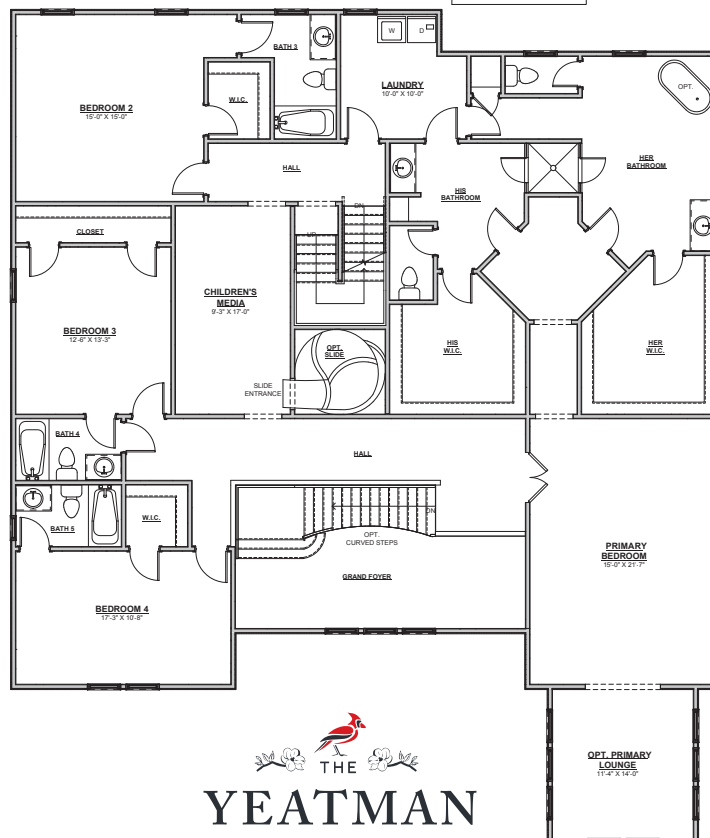 BATH 3
W
D
BEDROOM 2
15'-0" X 15'-0"
W.I.C.
LAUNDRY
10'-0" X 10'-0"
OPT.
HALL
HIS
BATHROOM
HER
BATHROOM
DN
UP
CLOSET
CHILDREN'S
MEDIA
9'-3" X 17'-0"
BEDROOM 3
12'-6" X 13'-3"
OPT.
SLIDE
SLIDE
ENTRANCE
HIS
W.I.C.
HER
W.I.C.
BATH 4
HALL
BATH 5
W.I.C.
DN
OPT.
CURVED STEPS
GRAND FOYER
PRIMARY
BEDROOM
15'-0" X 21'-7"
BEDROOM 4
17'-3" X 10'-8"
OPT. PRIMARY
LOUNGE
11'-4" X 14'-0"
THE
YEATMAN